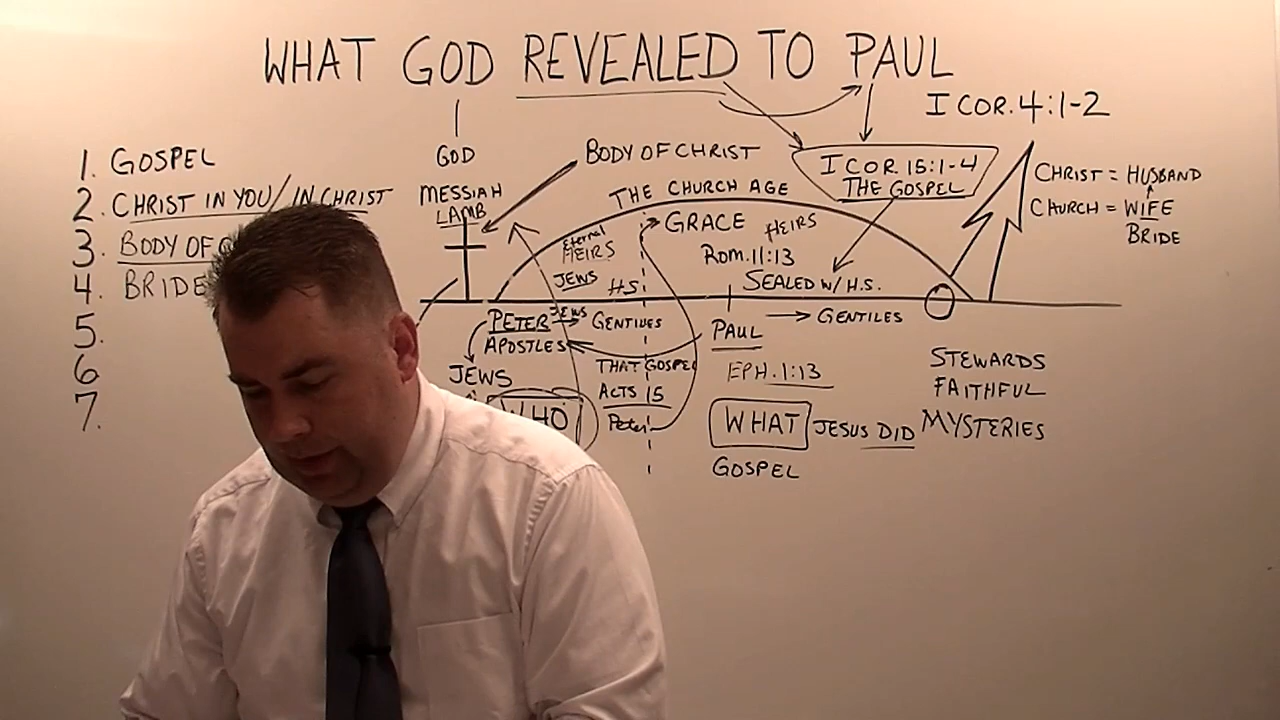 WHAT GOD REVEALED TO PAUL
I COR. 4:1-2
1. GOSPEL
2. CHRIST IN YOU/IN CHRIST
3. BODY OF
4. BRIDE
5.
6.
7.
GOD
MESSIAH
LAMB
BODY OF CHRIST
THE CHURCH AGE
I COR 15:1-4
THE GOSPEL
CHRIST = HUSBAND
CHURCH = WIFE
BRIDE
Eternal
HEIRS
JEWS
H.S.
GRACE HEIRS
Rom. 11:13
SEALED W/ H.S.
PETER JEWS GENTILES
APOSTLES
JEWS
WHO
THAT GOSPEL
ACTS 15
Peter
PAUL GENTILES
EPH. 1:13
WHAT JESUS DID
GOSPEL
STEWARDS
FAITHFUL
MYSTERIES